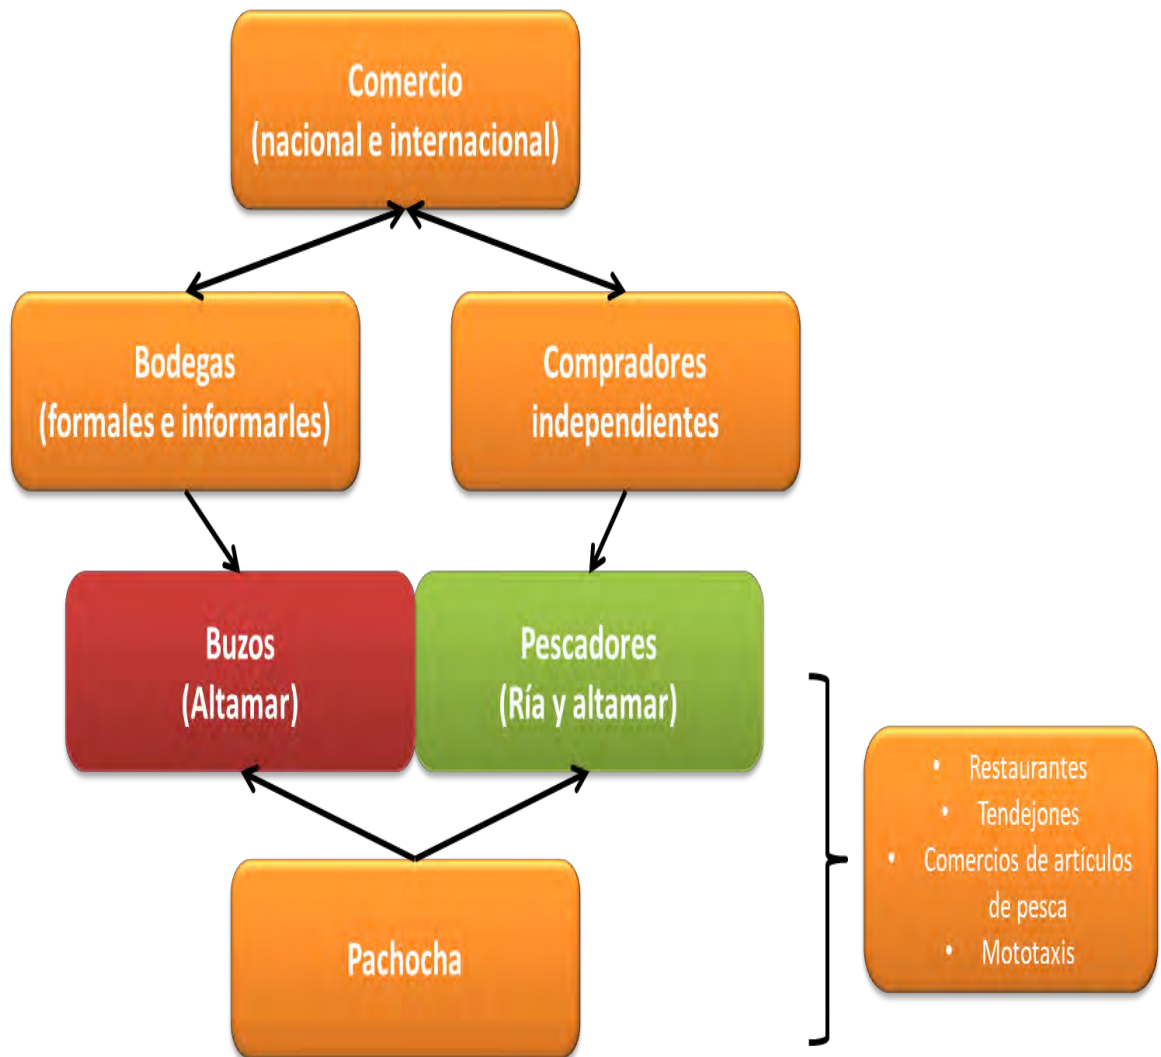 Comercio
(nacional e internacional)
Bodegas
(formales e informarles)
Compradores
independientes
Buzos
(Altamar)
Pescadores
(Ría y altamar)
• Restaurantes
• Tendejones
• Comercios de artículos
de pesca
• Mototaxis
Pachocha